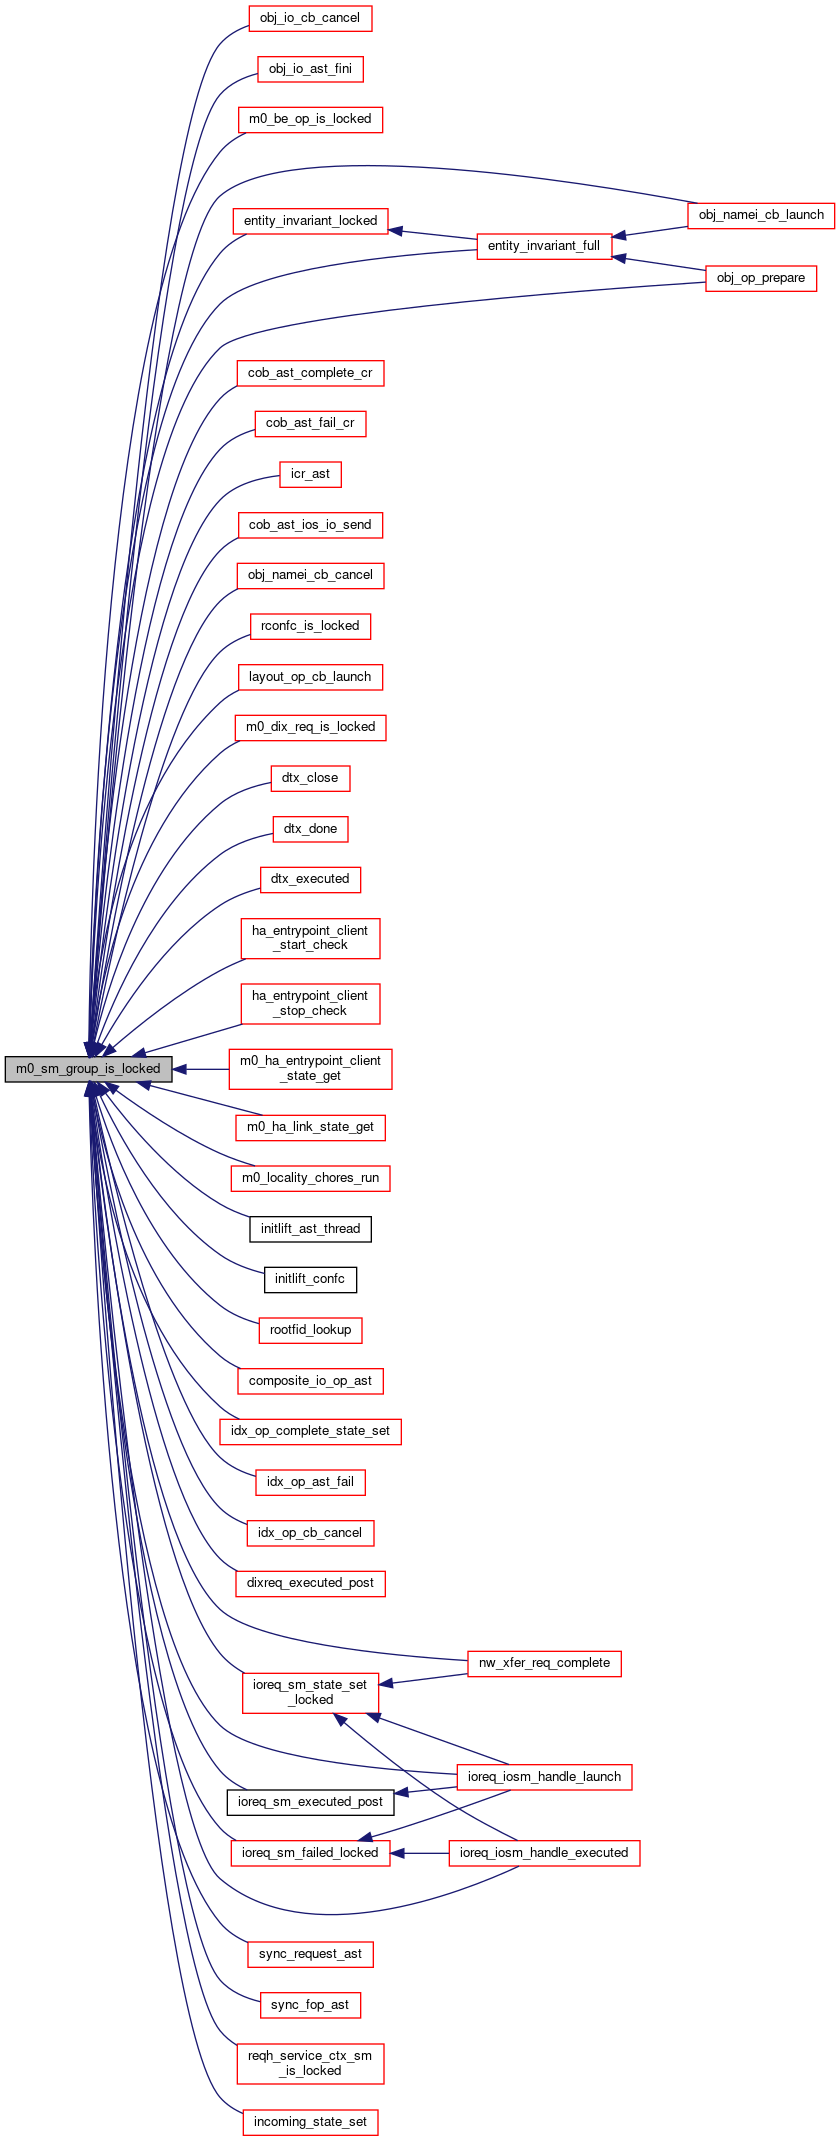 obj_io_cb_cancel
obj_io_ast_fini
m0_be_op_is_locked
obj_namei_cb_launch
entity_invariant_locked
entity_invariant_full
obj_op_prepare
cob_ast_complete_cr
cob_ast_fail_cr
icr_ast
cob_ast_ios_io_send
obj_namei_cb_cancel
rconfc_is_locked
layout_op_cb_launch
m0_dix_req_is_locked
dtx_close
dtx_done
dtx_executed
ha_entrypoint_client
_start_check
ha_entrypoint_client
_stop_check
m0_sm_group_is_locked
m0_ha_entrypoint_client
_state_get
m0_ha_link_state_get
m0_locality_chores_run
initlift_ast_thread
initlift_confc
rootfid_lookup
composite_io_op_ast
idx_op_complete_state_set
idx_op_ast_fail
idx_op_cb_cancel
dixreq_executed_post
nw_xfer_req_complete
ioreq_sm_state_set
_locked
ioreq_iosm_handle_launch
ioreq_sm_executed_post
ioreq_sm_failed_locked
ioreq_iosm_handle_executed
sync_request_ast
sync_fop_ast
reqh_service_ctx_sm
_is_locked
incoming_state_set